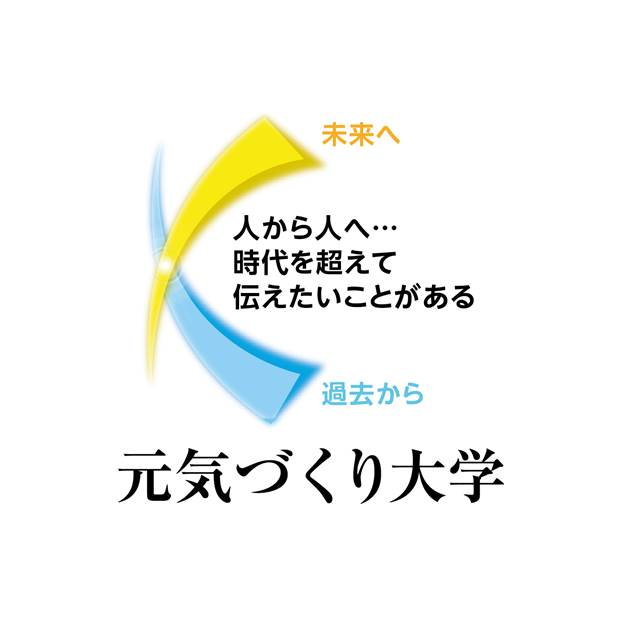 未来へ
人から人へ…
時代を超えて
伝えたいことがある
過去から
元気づくり大学